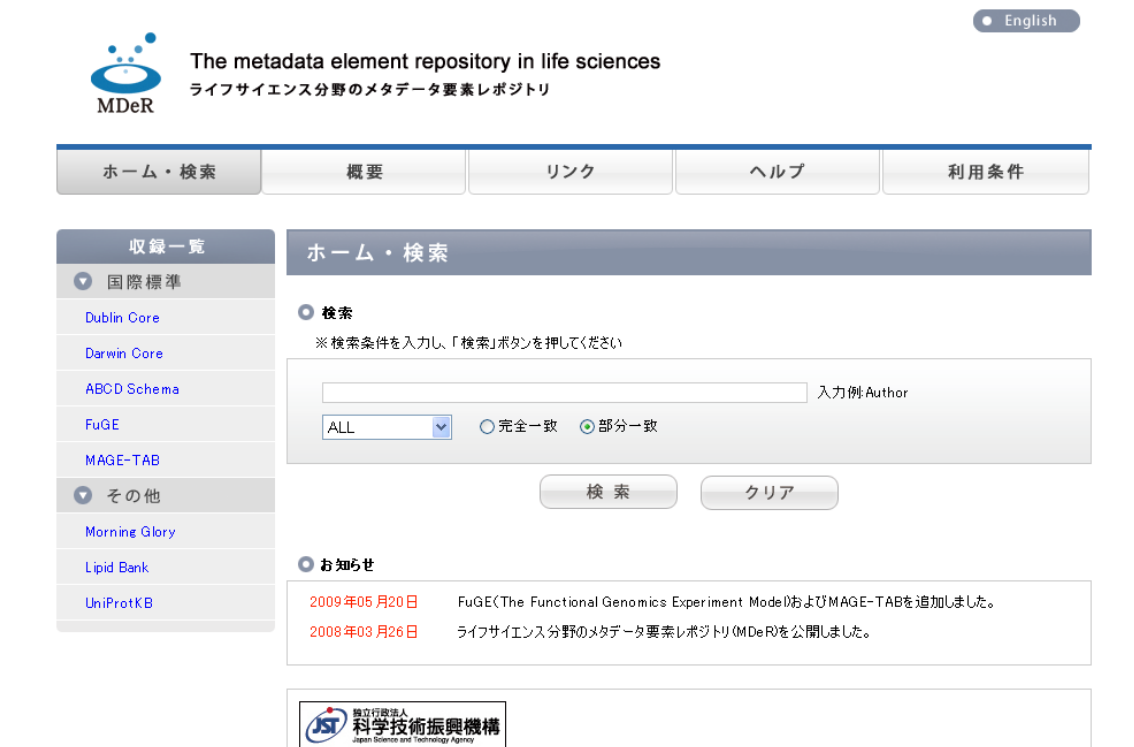 English
The metadata element repository in life sciences
ライフサイエンス分野のメタデータ要素レポジトリ
MDeR
ホーム・検索 概要 リンク ヘルプ 利用条件
収録一覧
国際標準
Dublin Core
Darwin Core
ABCD Schema
FuGE
MAGE-TAB
その他
Morning Glory
Lipid Bank
UniProtKB
ホーム・検索
検索
※検索条件を入力し、「検索」ボタンを押してください
入力例:Author
ALL 完全一致 部分一致
検索 クリア
お知らせ
2009年05月20日 FuGE(The Functional Genomics Experiment Model)およびMAGE-TABを追加しました。
2008年03月26日 ライフサイエンス分野のメタデータ要素レポジトリ(MDeR)を公開しました。
JST
独立行政法人
科学技術振興機構
Japan Science and Technology Agency